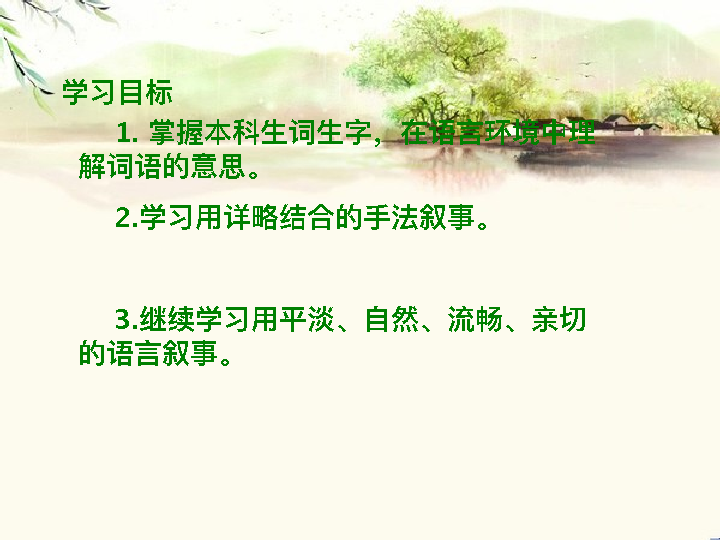 学习目标
1. 掌握本科生词生字，在语言环境中理
解词语的意思。
2.学习用详略结合的手法叙事。
3.继续学习用平淡、自然、流畅、亲切
的语言叙事。